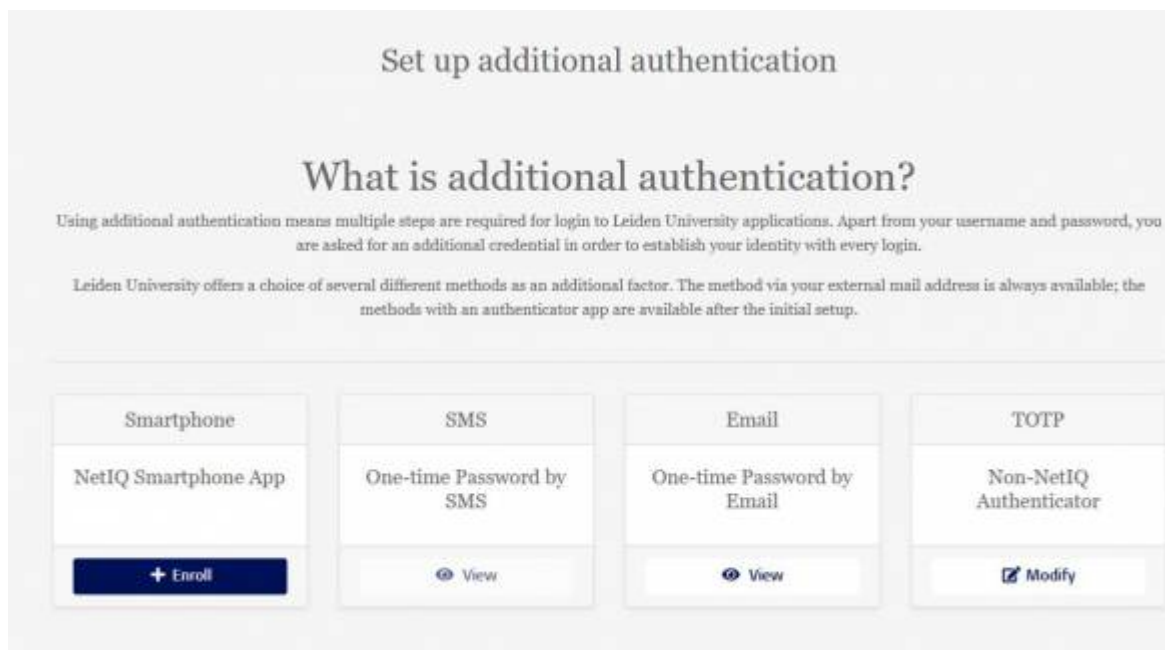 Set up additional authentication
What is additional authentication?
Using additional authentication means multiple steps are required for login to Leiden University applications. Apart from your username and password, you
are asked for an additional credential in order to establish your identity with every login.
Leiden University offers a choice of several different methods as an additional factor. The method via your external mail address is always available; the
methods with an authenticator app are available after the initial setup.
Smartphone
NetIQ Smartphone App
Enroll
SMS
One-time Password by
SMS
View
Email
One-time Password by
Email
View
TOTP
Non-NetIQ
Authenticator
Modify